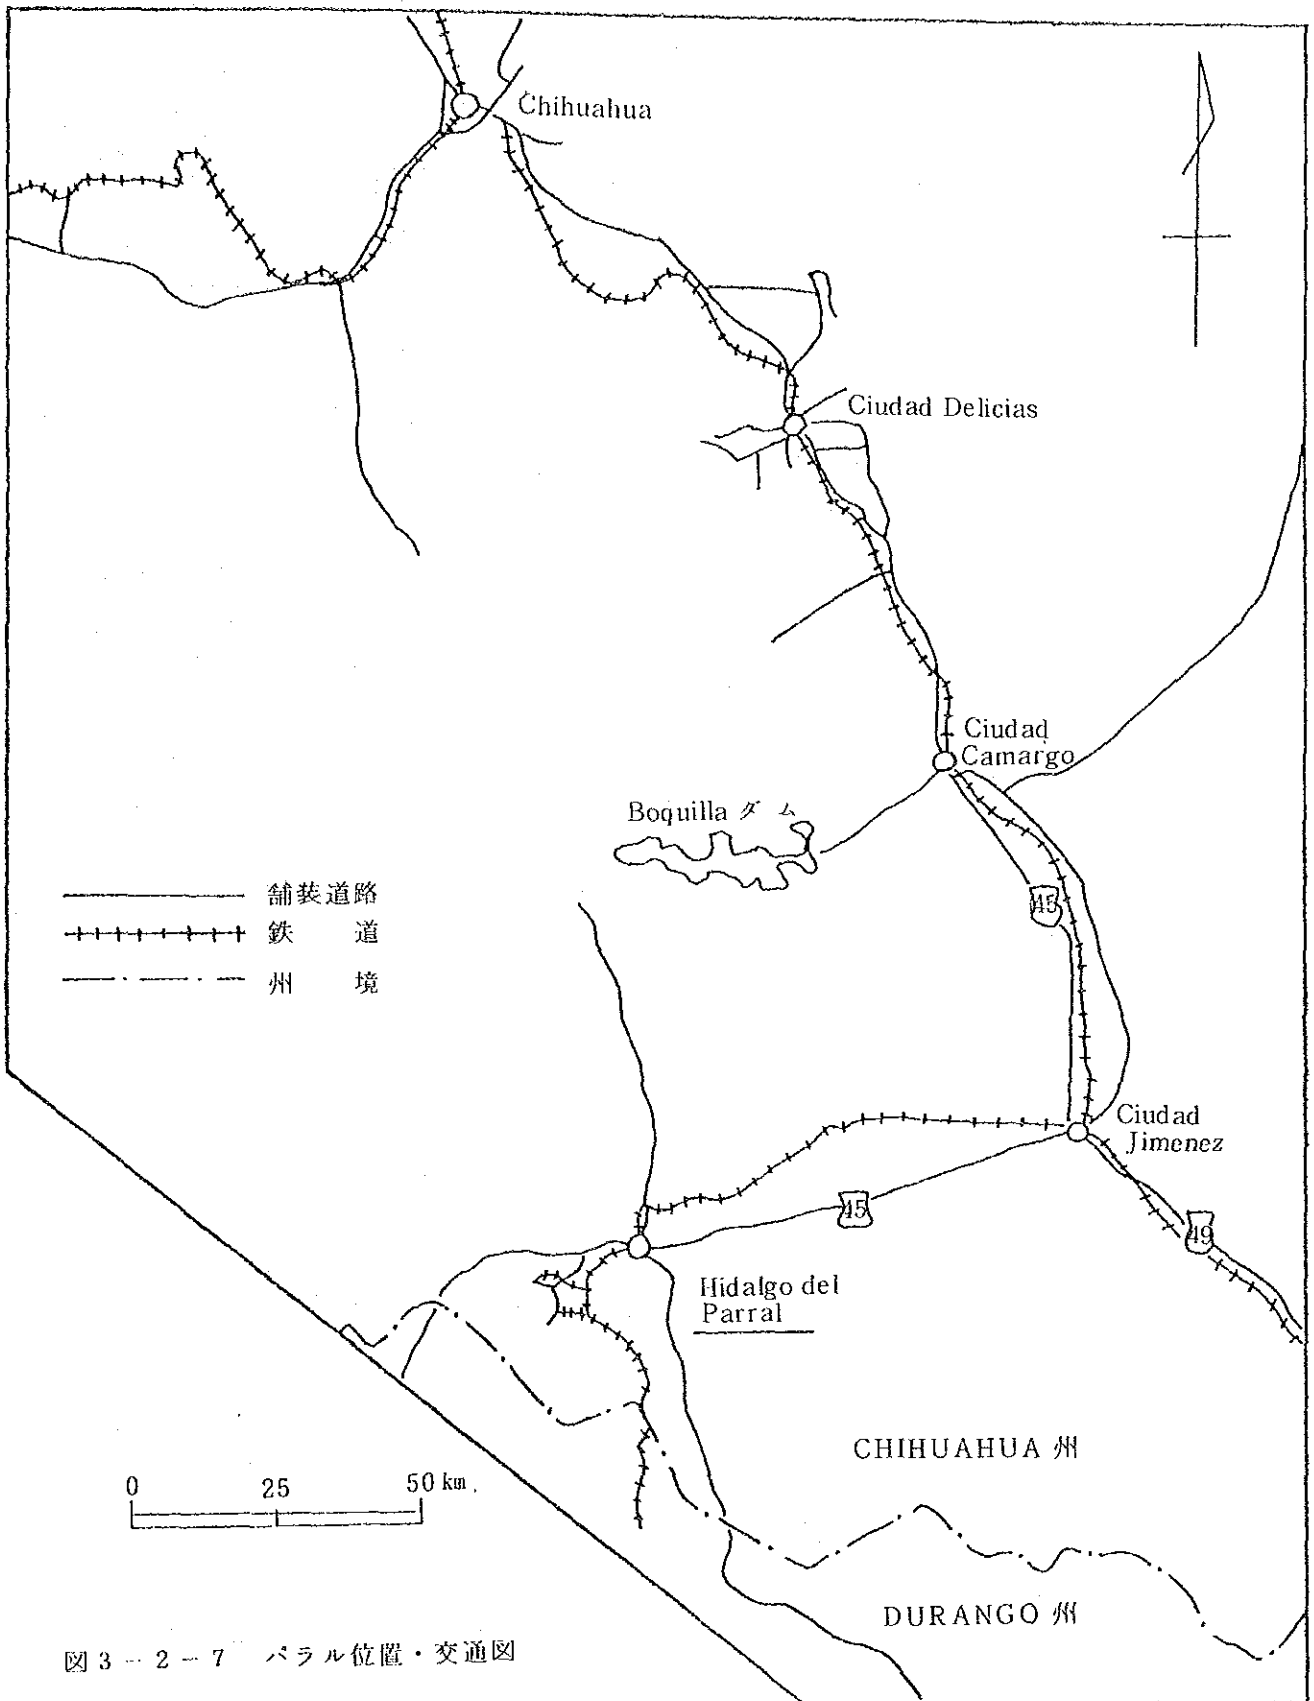 Chihuahua
Ciudad Delicias
Ciudad
Camargo
Boquilla ダム
舗装道路
鉄 道
州 境
45
Ciudad
Jimenez
45
49
Hidalgo del
Parral
CHIHUAHUA 州
0 25 50 km
DURANGO 州
図 3 - 2 - 7 パラル位置・交通図